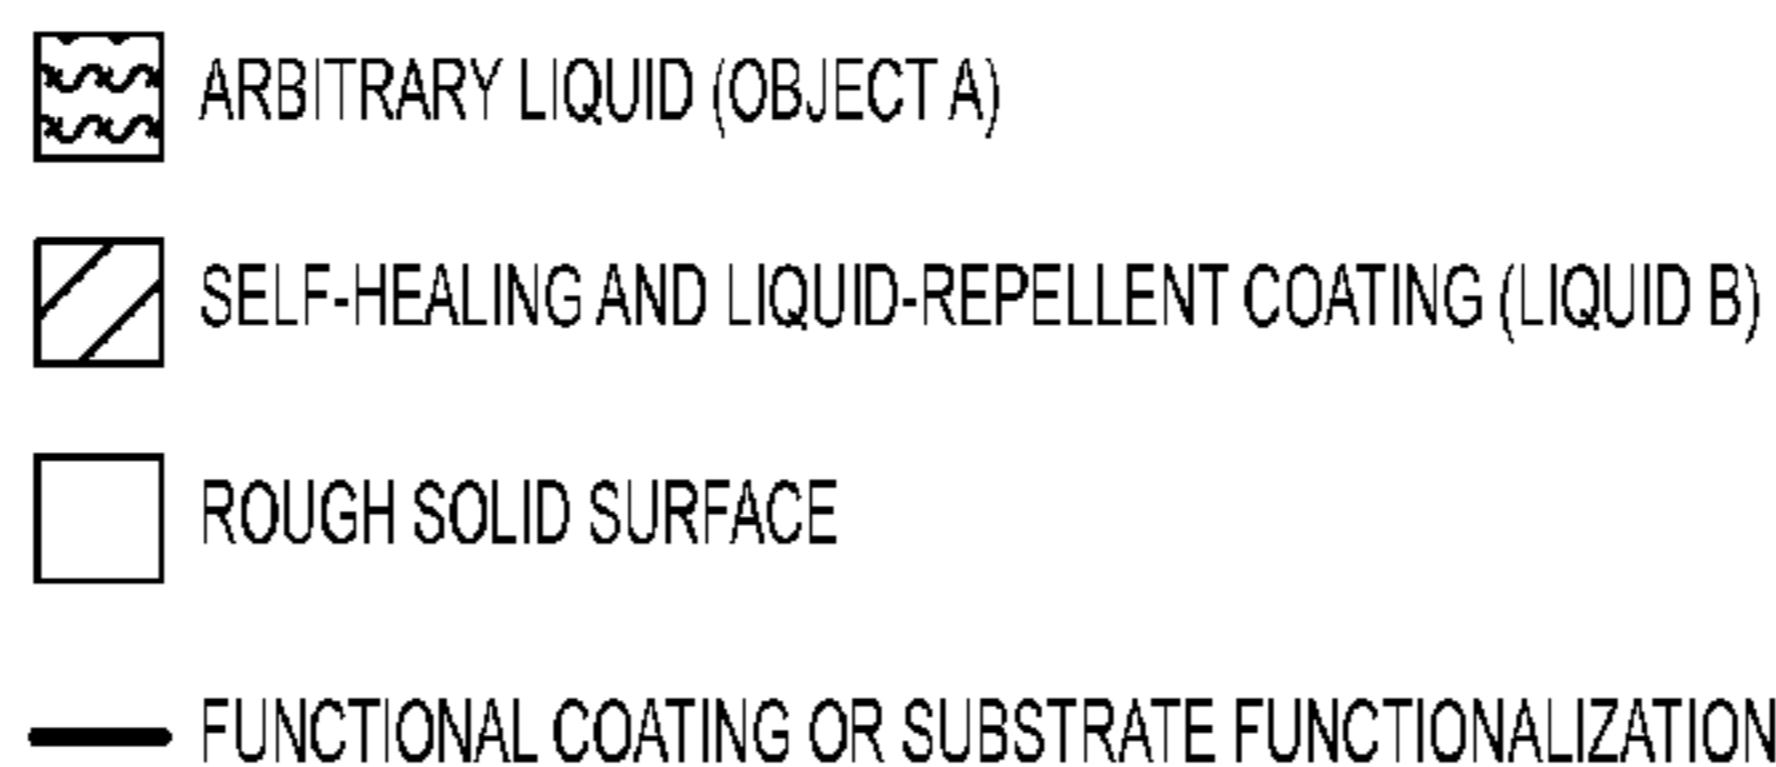 ARBITRARY LIQUID (OBJECT A)
SELF-HEALING AND LIQUID-REPELLENT COATING (LIQUID B)
ROUGH SOLID SURFACE
FUNCTIONAL COATING OR SUBSTRATE FUNCTIONALIZATION